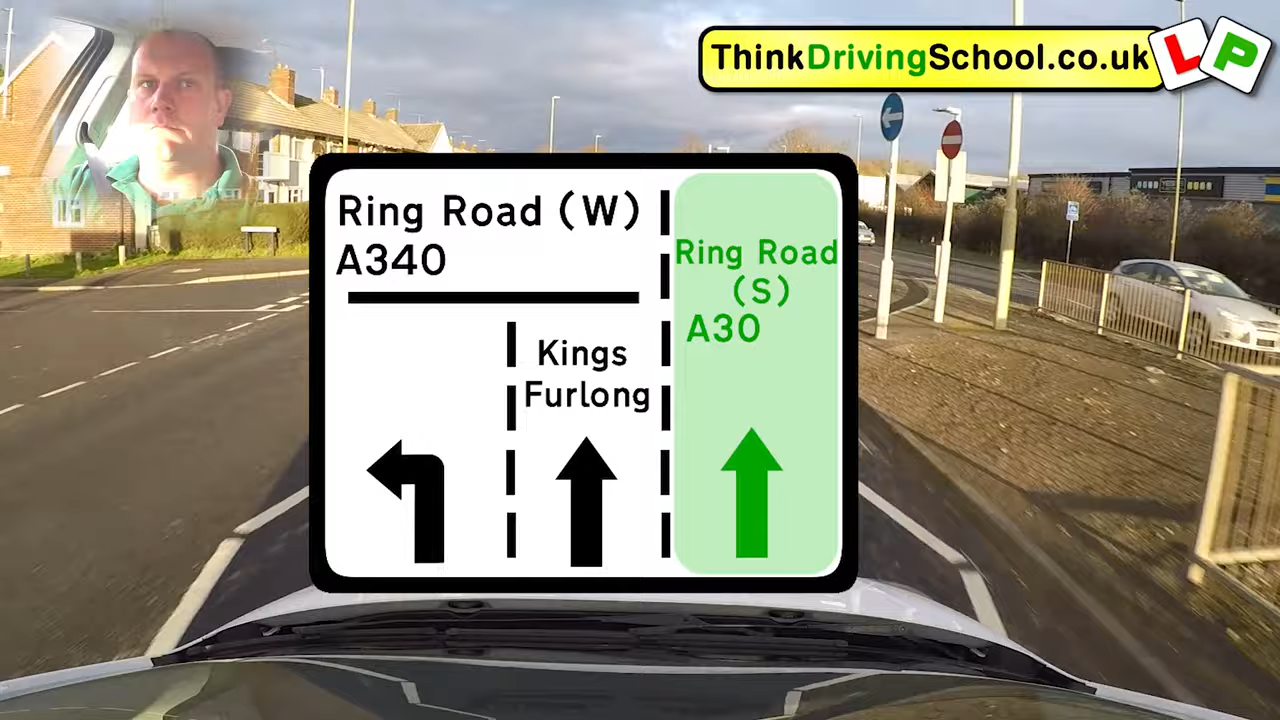 ThinkDrivingSchool.co.uk
L P
Ring Road (W)
A340
Kings
Furlong
Ring Road
(S)
A30